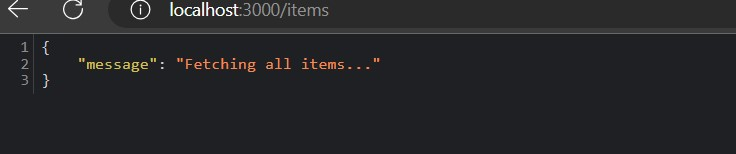 localhost:3000/items
1 {
2 "message": "Fetching all items..."
3 }